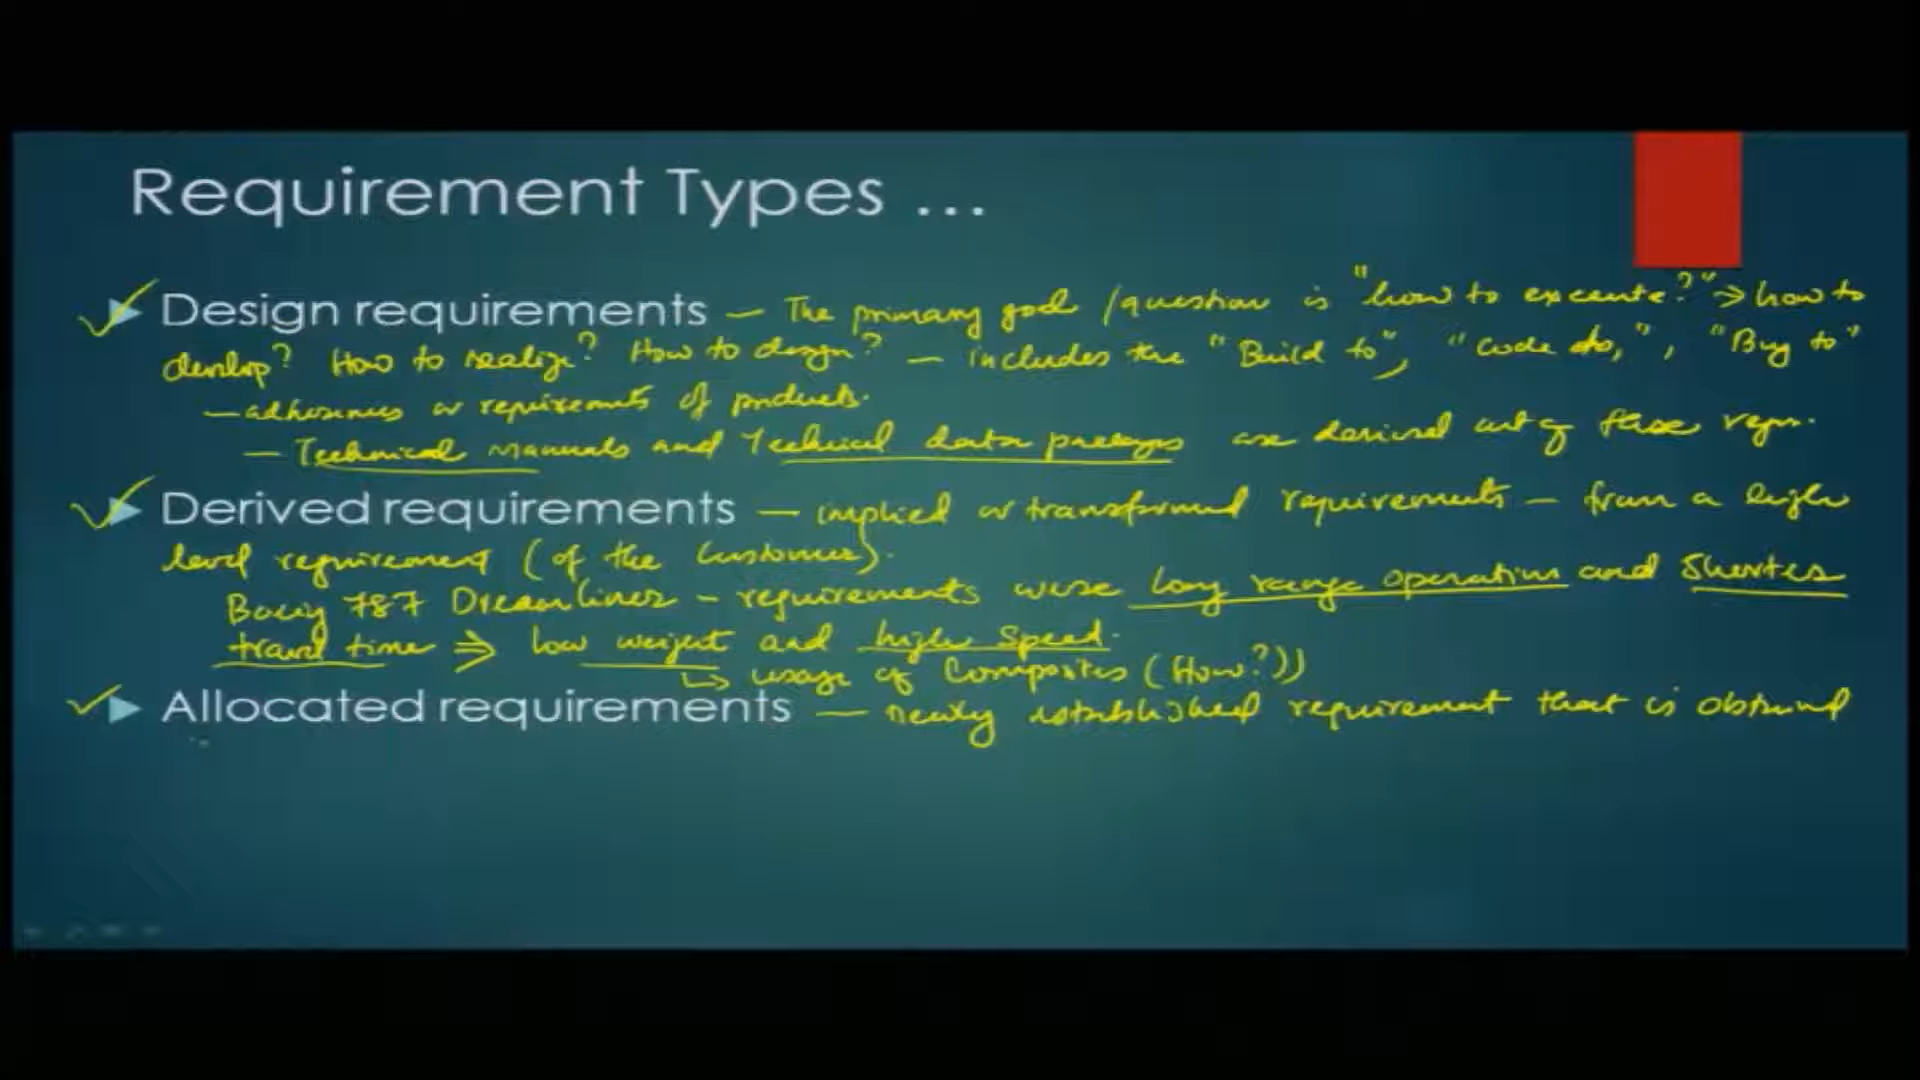 Requirement Types ...
Design requirements — The primary goal / question is "how to execute?" → how to
develop? How to realize? How to design? — includes the "Build to", "Code to,", "Buy to"
— or requirements of products.
— Technical manuals and Technical data packages are derived out of these reqs.
Derived requirements — implied or transformed requirements — from a high
level requirement (of the customer).
Boeing 787 Dreamliner — requirements were long range operation and shorter
travel time ⇒ low weight and high speed.
↳ usage of Composites (How?))
Allocated requirements — newly established requirement that is obtained